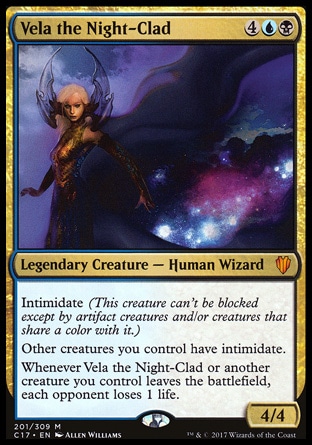 Vela the Night-Clad 4
Legendary Creature — Human Wizard
Intimidate (This creature can't be blocked
except by artifact creatures and/or creatures that
share a color with it.)
Other creatures you control have intimidate.
Whenever Vela the Night-Clad or another
creature you control leaves the battlefield,
each opponent loses 1 life.
4/4
201/309 M
C17 • EN ALLEN WILLIAMS
™ & © 2017 Wizards of the Coast